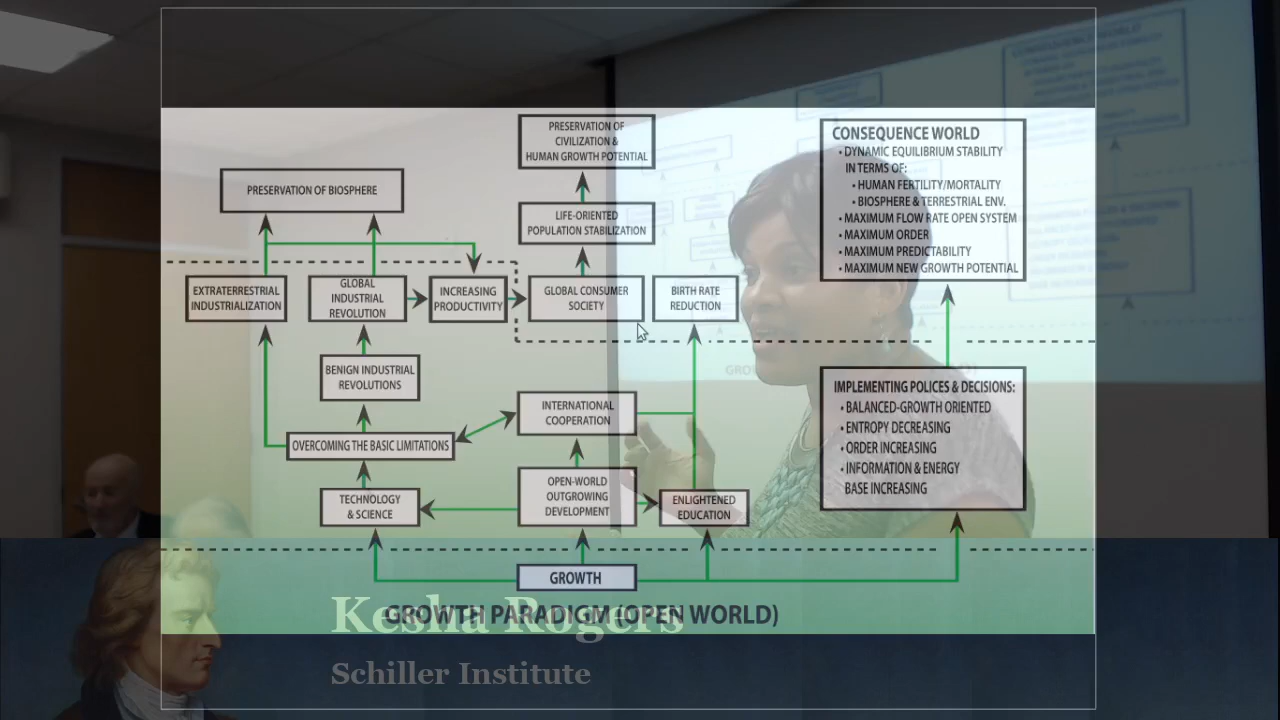 PRESERVATION OF
CIVILIZATION &
HUMAN GROWTH POTENTIAL
CONSEQUENCE WORLD
• DYNAMIC EQUILIBRIUM STABILITY
IN TERMS OF:
• HUMAN FERTILITY/MORTALITY
• BIOSPHERE & TERRESTRIAL ENV.
• MAXIMUM FLOW RATE OPEN SYSTEM
• MAXIMUM ORDER
• MAXIMUM PREDICTABILITY
• MAXIMUM NEW GROWTH POTENTIAL
PRESERVATION OF BIOSPHERE
LIFE-ORIENTED
POPULATION STABILIZATION
EXTRATERRESTRIAL
INDUSTRIALIZATION
GLOBAL
INDUSTRIAL
REVOLUTION
INCREASING
PRODUCTIVITY
GLOBAL CONSUMER
SOCIETY
BIRTH RATE
REDUCTION
BENIGN INDUSTRIAL
REVOLUTIONS
IMPLEMENTING POLICES & DECISIONS:
• BALANCED-GROWTH ORIENTED
• ENTROPY DECREASING
• ORDER INCREASING
• INFORMATION & ENERGY
BASE INCREASING
INTERNATIONAL
COOPERATION
OVERCOMING THE BASIC LIMITATIONS
TECHNOLOGY
& SCIENCE
OPEN-WORLD
OUTGROWING
DEVELOPMENT
ENLIGHTENED
EDUCATION
GROWTH
GROWTH PARADIGM (OPEN WORLD)
Kesha Rogers
Schiller Institute